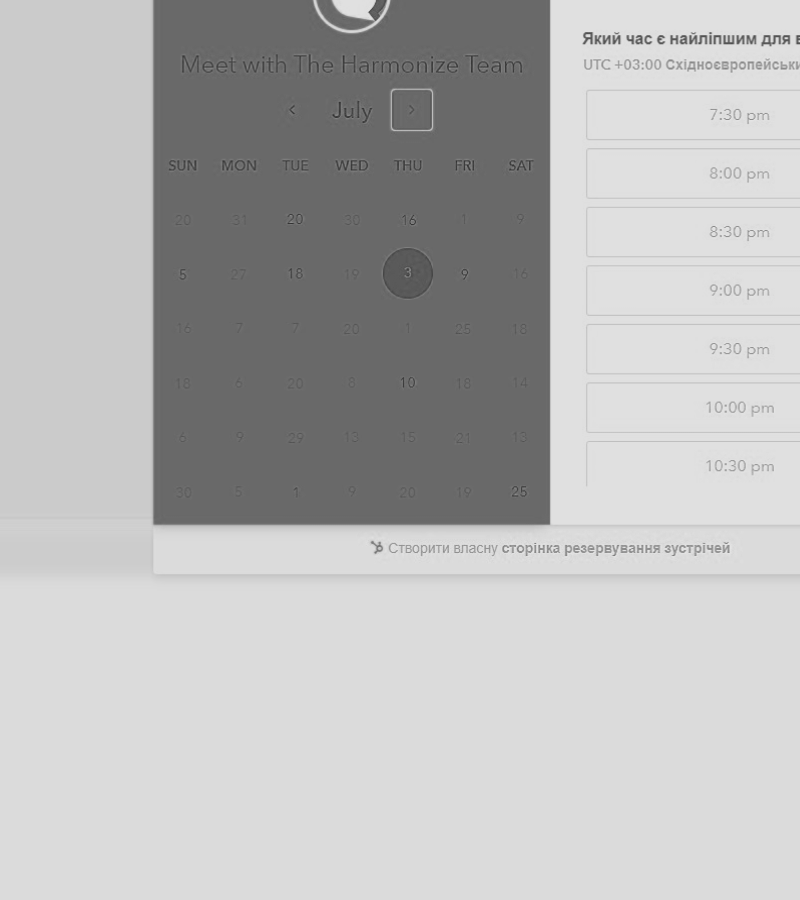 Meet with The Harmonize Team
July
SUN MON TUE WED THU FRI SAT
20 31 20 30 16 1 9
5 27 18 19 3 9 16
16 7 7 20 1 25 18
18 6 20 8 10 18 14
6 9 29 13 15 21 13
30 5 1 9 20 19 25
Який час є найліпшим для
UTC +03:00 Східноєвропейськи
7:30 pm
8:00 pm
8:30 pm
9:00 pm
9:30 pm
10:00 pm
10:30 pm
Створити власну сторінка резервування зустрічей